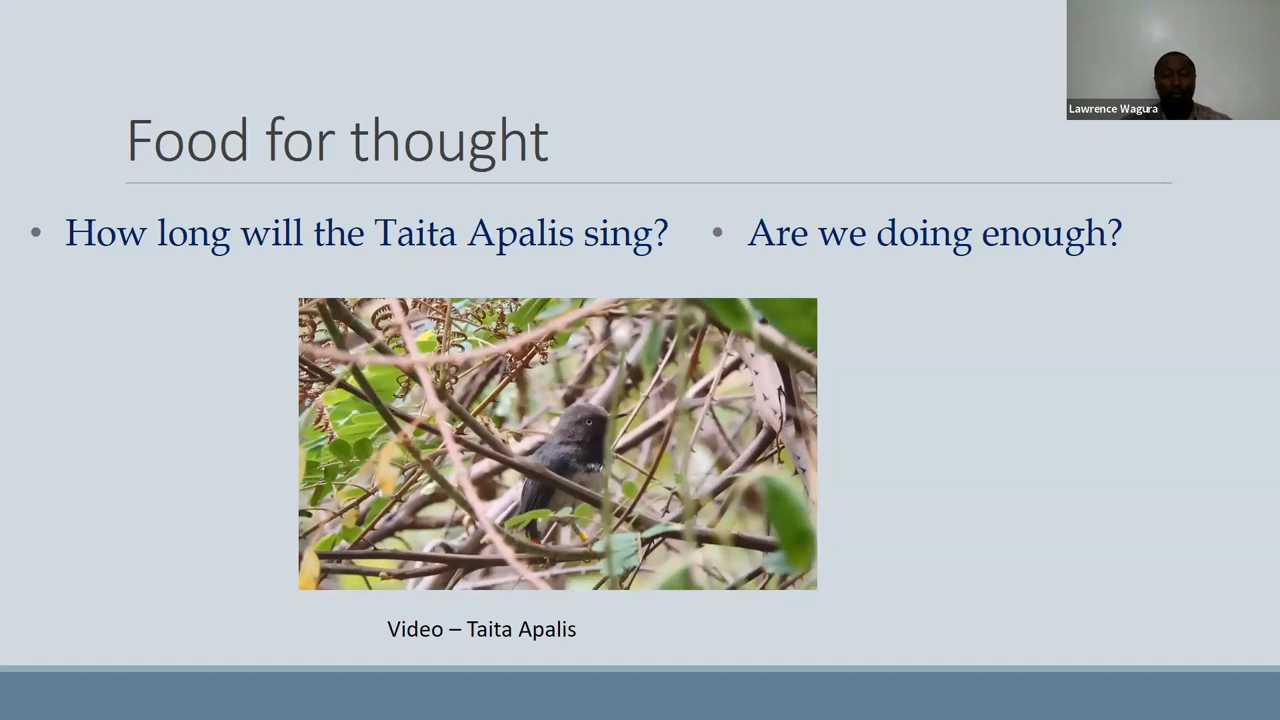 Lawrence Wagura
Food for thought
• How long will the Taita Apalis sing?
• Are we doing enough?
Video – Taita Apalis